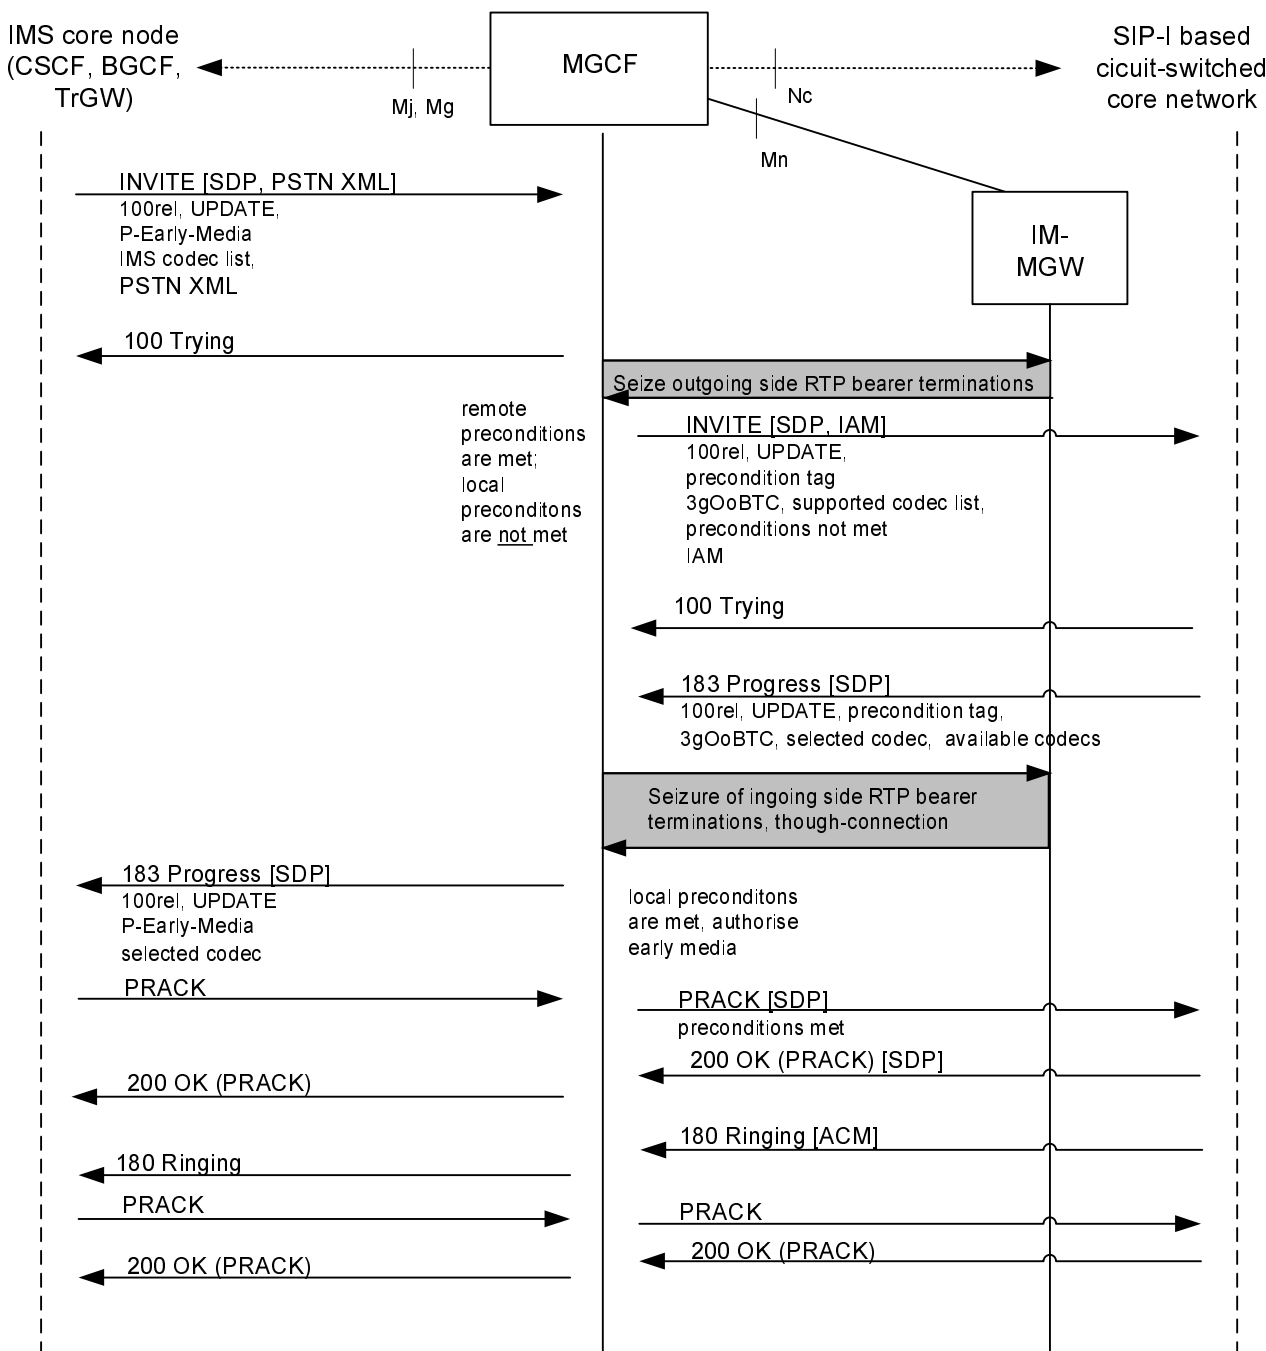 IMS core node
(CSCF, BGCF,
TrGW)
MGCF
SIP-I based
cicuit-switched
core network
Mj, Mg
Nc
Mn
INVITE [SDP, PSTN XML]
100rel, UPDATE,
P-Early-Media
IMS codec list,
PSTN XML
IM-
MGW
100 Trying
Seize outgoing side RTP bearer terminations
remote
preconditions
are met;
local
preconditons
are not met
INVITE [SDP, IAM]
100rel, UPDATE,
precondition tag
3gOoBTC, supported codec list,
preconditions not met
IAM
100 Trying
183 Progress [SDP]
100rel, UPDATE, precondition tag,
3gOoBTC, selected codec, available codecs
Seizure of ingoing side RTP bearer
terminations, though-connection
183 Progress [SDP]
100rel, UPDATE
P-Early-Media
selected codec
local preconditons
are met, authorise
early media
PRACK
PRACK [SDP]
preconditions met
200 OK (PRACK) [SDP]
200 OK (PRACK)
180 Ringing [ACM]
180 Ringing
PRACK
PRACK
200 OK (PRACK)
200 OK (PRACK)